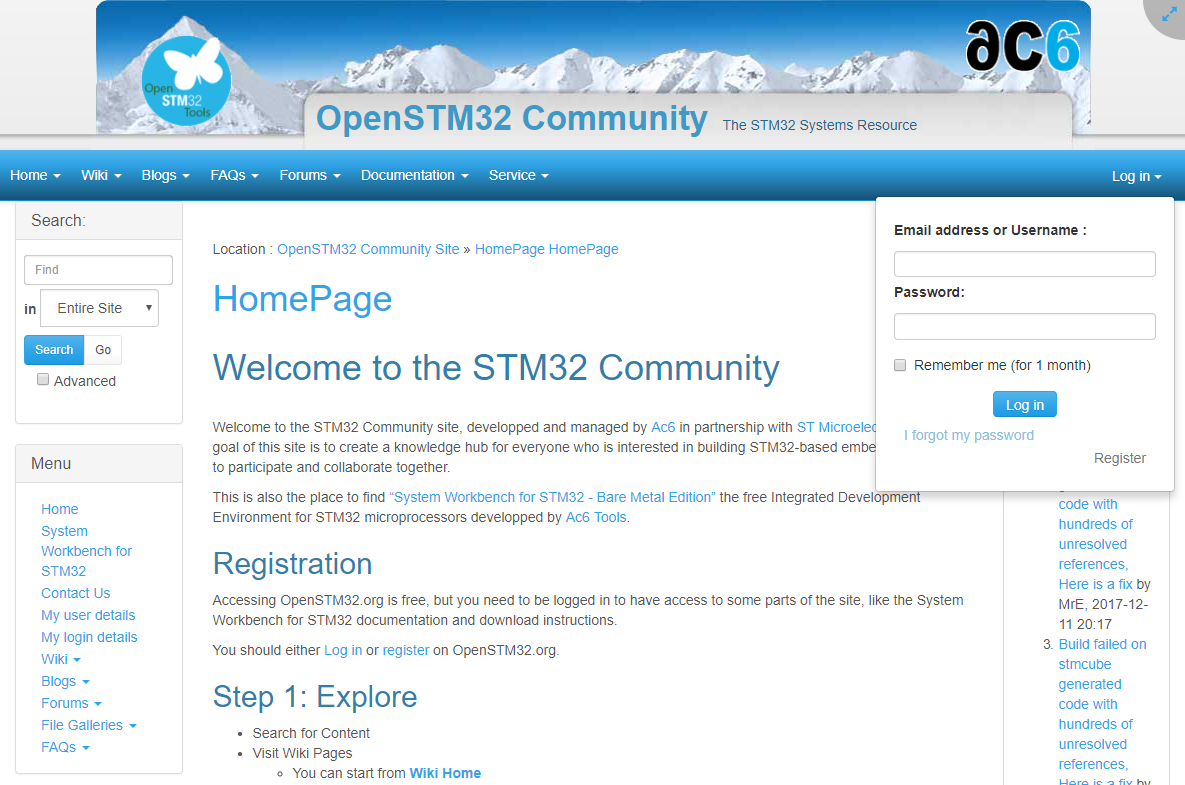 Open
STM32
Tools
ac6
OpenSTM32 Community The STM32 Systems Resource
Home Wiki Blogs FAQs Forums Documentation Service Log in
Search:
Find
in Entire Site
Search Go
Advanced
Menu
Home
System
Workbench for
STM32
Contact Us
My user details
My login details
Wiki
Blogs
Forums
File Galleries
FAQs
Location : OpenSTM32 Community Site » HomePage HomePage
HomePage
Welcome to the STM32 Community
Welcome to the STM32 Community site, developped and managed by Ac6 in partnership with ST
goal of this site is to create a knowledge hub for everyone who is interested in building STM32-based
to participate and collaborate together.
This is also the place to find “System Workbench for STM32 - Bare Metal Edition” the free Integrated Development
Environment for STM32 microprocessors developped by Ac6 Tools.
Registration
Accessing OpenSTM32.org is free, but you need to be logged in to have access to some parts of the site, like the System
Workbench for STM32 documentation and download instructions.
You should either Log in or register on OpenSTM32.org.
Step 1: Explore
• Search for Content
• Visit Wiki Pages
◦ You can start from Wiki Home
Email address or Username :
Password:
Remember me (for 1 month)
Log in
I forgot my password
Register
code with
hundreds of
unresolved
references,
Here is a fix by
MrE, 2017-12-
11 20:17
3. Build failed on
stmcube
generated
code with
hundreds of
unresolved
references,
Here is a fix by